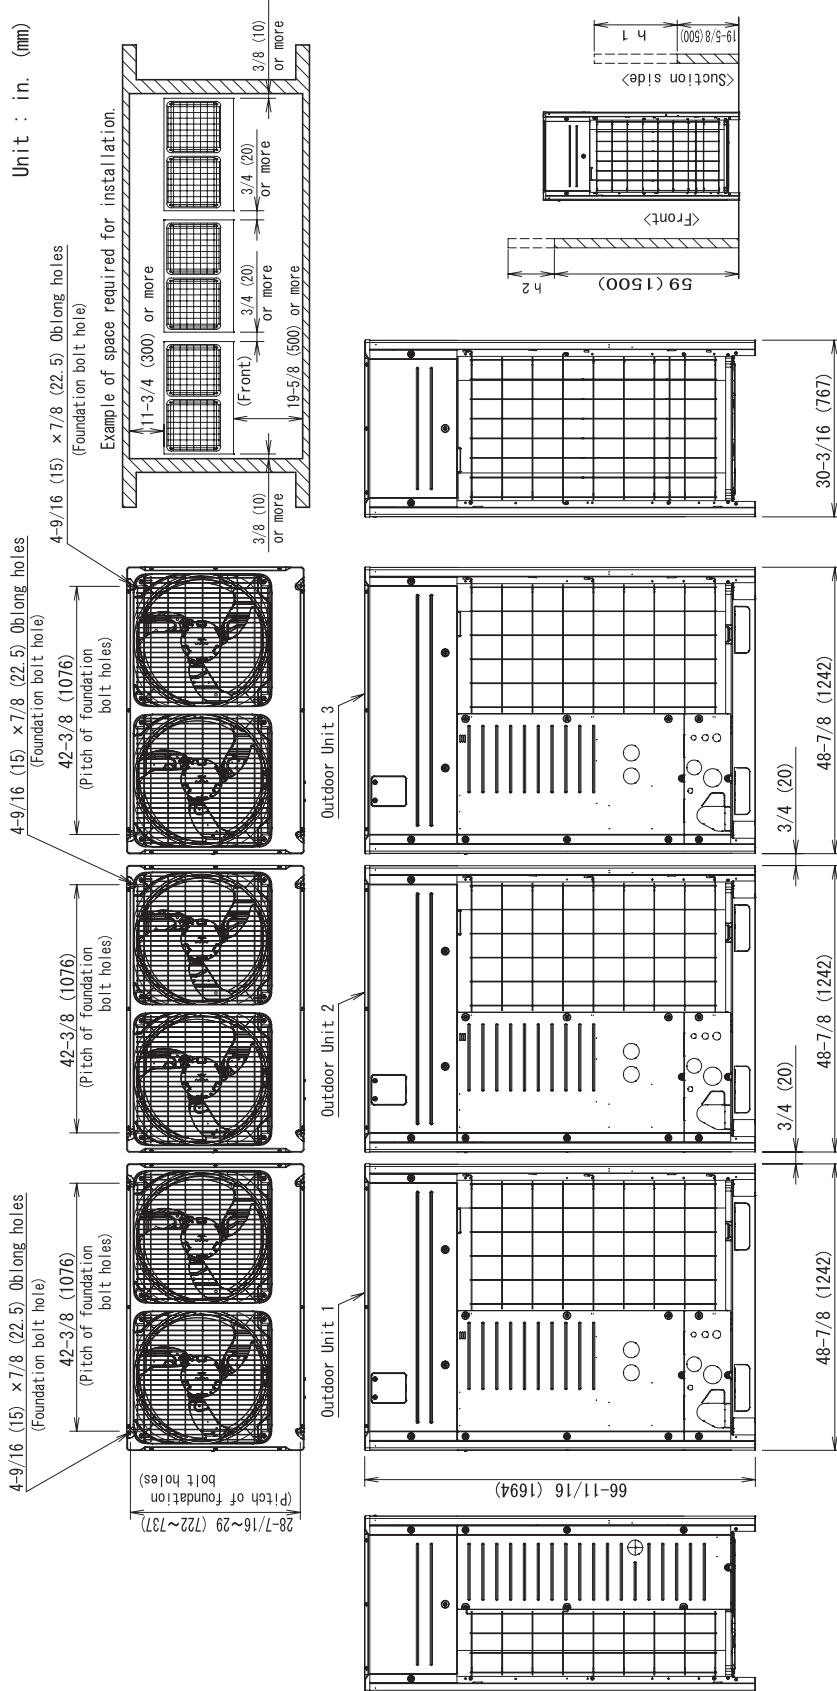 Unit : in. (mm)
4-9/16 (15) ×7/8 (22.5) Oblong holes
(Foundation bolt hole)
42-3/8 (1076)
(Pitch of foundation
bolt holes)
4-9/16 (15) ×7/8 (22.5) Oblong holes
(Foundation bolt hole)
42-3/8 (1076)
(Pitch of foundation
bolt holes)
4-9/16 (15) ×7/8 (22.5) Oblong holes
(Foundation bolt hole)
42-3/8 (1076)
(Pitch of foundation
bolt holes)
28-7/16~29 (722~737)
(Pitch of foundation
bolt holes)
Example of space required for installation.
11-3/4 (300) or more
(Front)
3/4 (20)
or more
3/4 (20)
or more
19-5/8 (500) or more
3/8 (10)
or more
3/8 (10)
or more
Outdoor Unit 1
Outdoor Unit 2
Outdoor Unit 3
66-11/16 (1694)
48-7/8 (1242)
3/4 (20)
48-7/8 (1242)
3/4 (20)
48-7/8 (1242)
30-3/16 (767)
<Front>
<Suction side>
h 2
59 (1500)
h 1
19-5/8 (500)